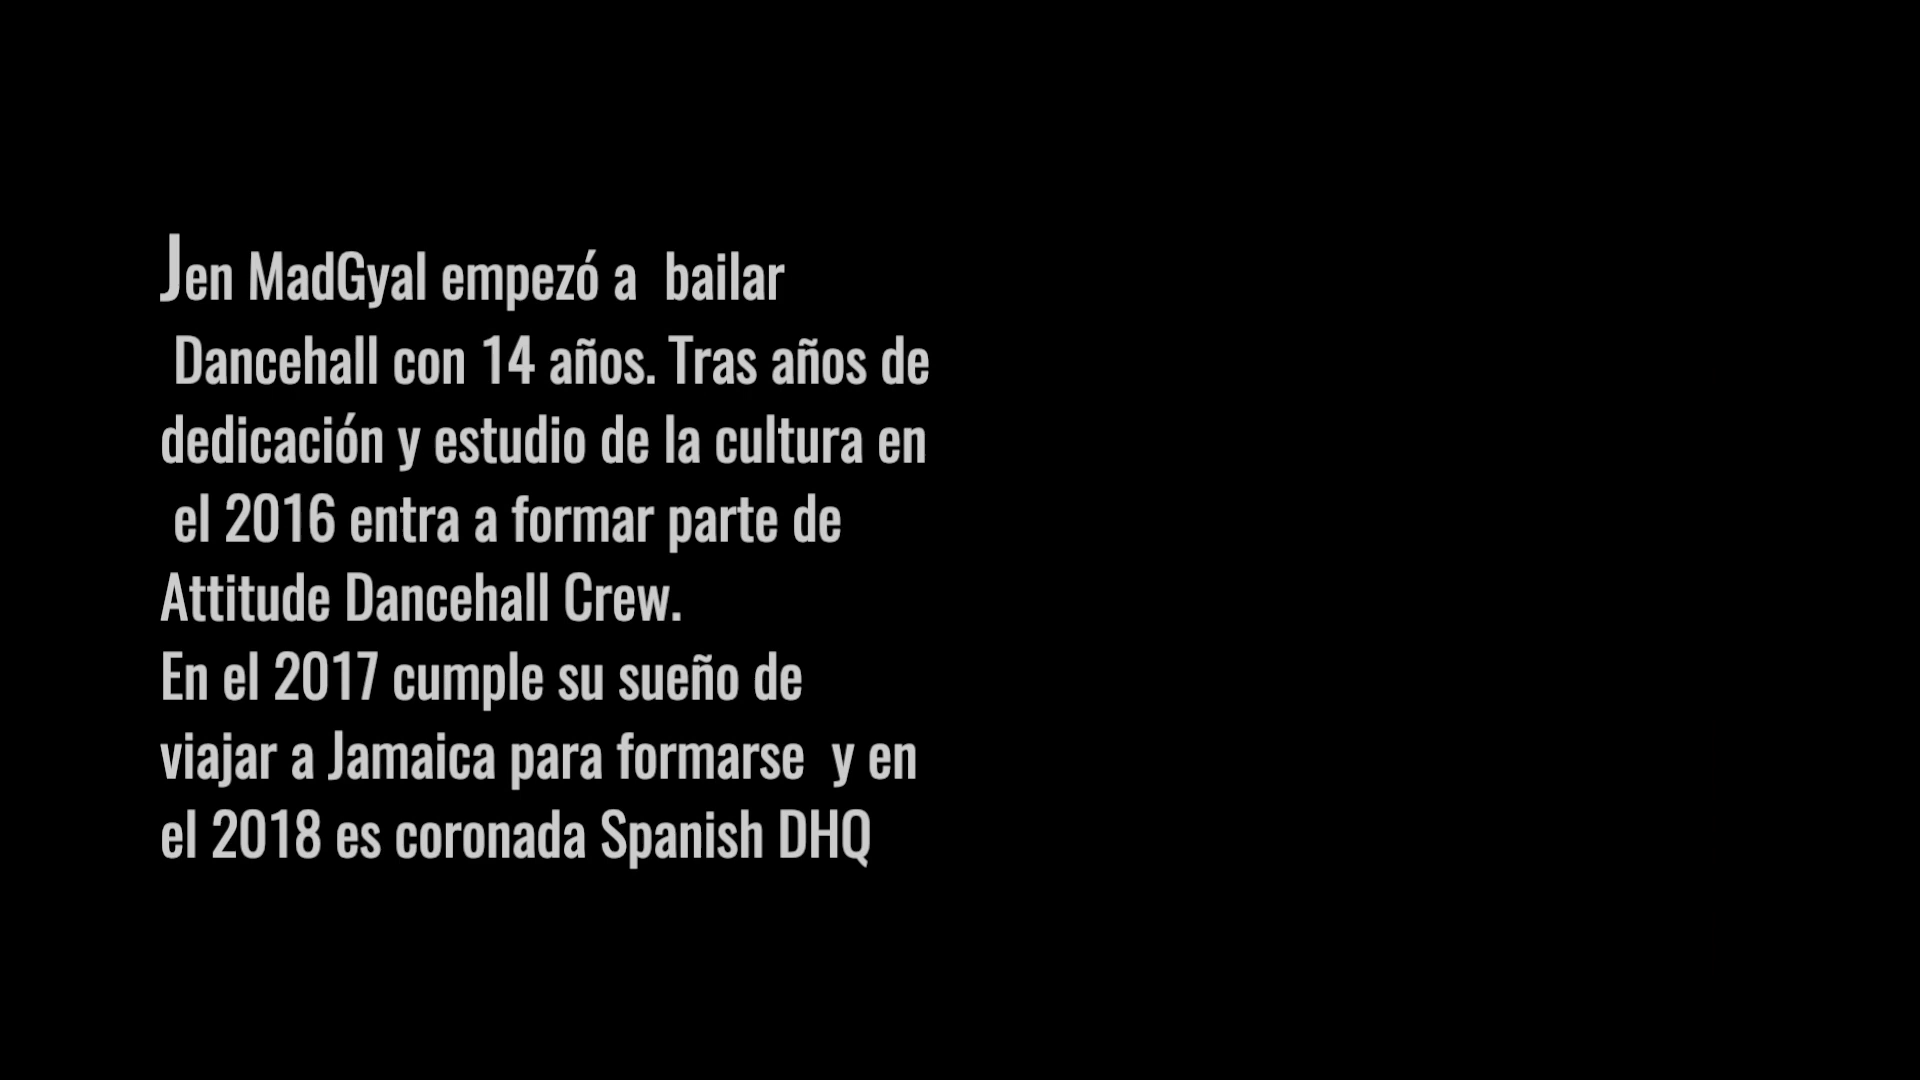 Jen MadGyal empezó a  bailar
Dancehall con 14 años. Tras años de
dedicación y estudio de la cultura en
el 2016 entra a formar parte de
Attitude Dancehall Crew.
En el 2017 cumple su sueño de
viajar a Jamaica para formarse  y en
el 2018 es coronada Spanish DHQ